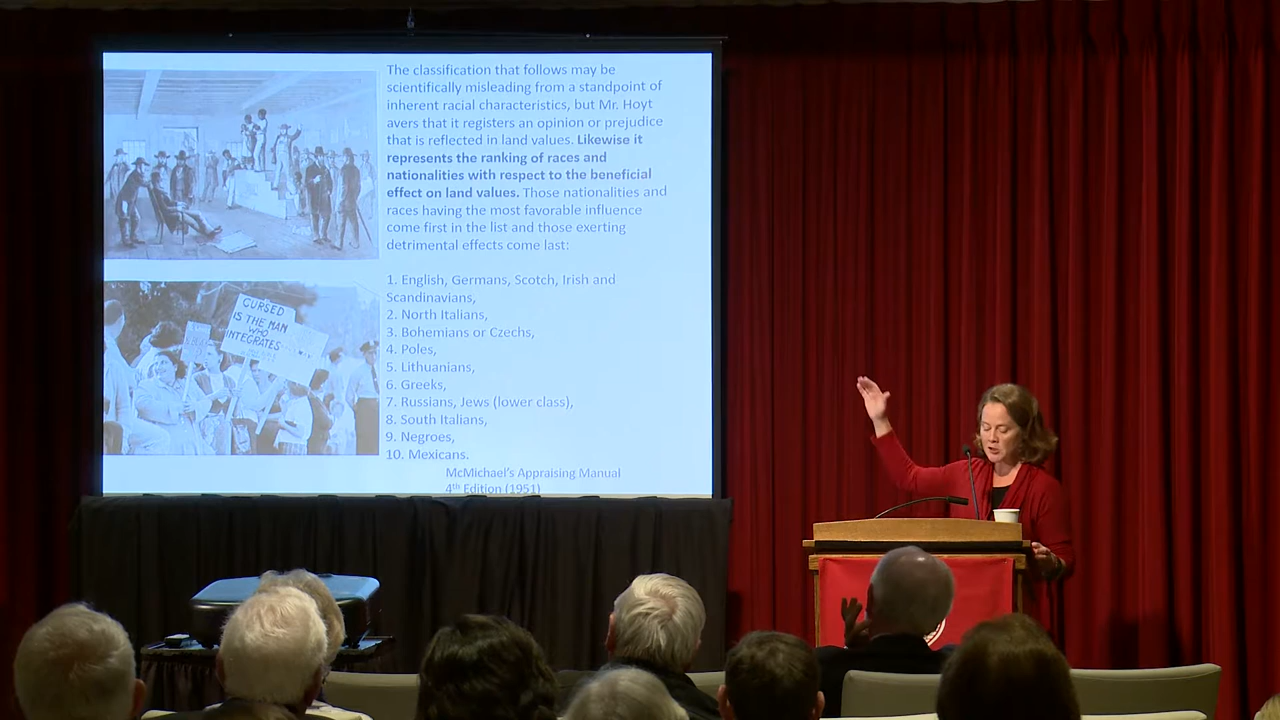 The classification that follows may be
scientifically misleading from a standpoint of
inherent racial characteristics, but Mr. Hoyt
avers that it registers an opinion or prejudice
that is reflected in land values. Likewise it
represents the ranking of races and
nationalities with respect to the beneficial
effect on land values. Those nationalities and
races having the most favorable influence
come first in the list and those exerting
detrimental effects come last:
1. English, Germans, Scotch, Irish and
Scandinavians,
2. North Italians,
3. Bohemians or Czechs,
4. Poles,
5. Lithuanians,
6. Greeks,
7. Russians, Jews (lower class),
8. South Italians,
9. Negroes,
10. Mexicans.
McMichael's Appraising Manual
4th Edition (1951)
CURSED
IS THE MAN
WHO
INTEGRATES